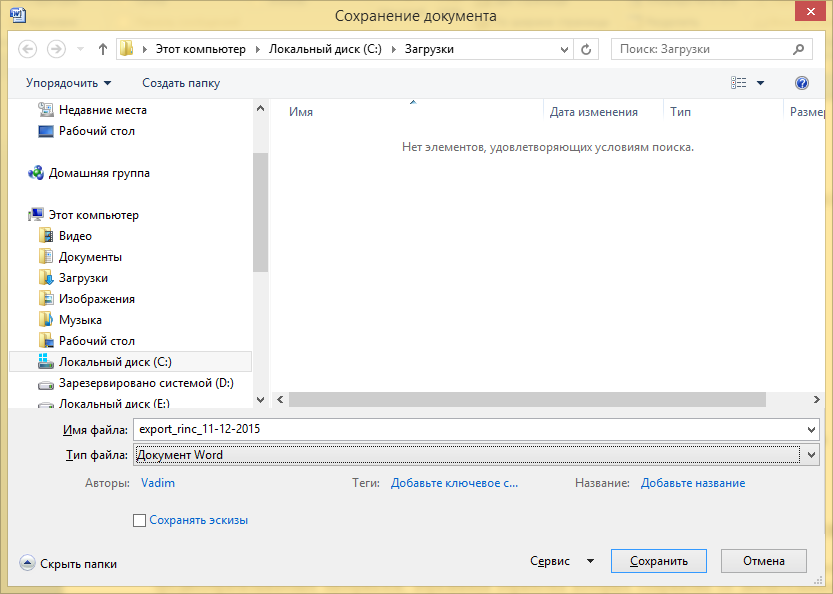 Сохранение документа
Этот компьютер Локальный диск (C:) Загрузки
Поиск: Загрузки
Упорядочить Создать папку
Недавние места
Рабочий стол
Домашняя группа
Этот компьютер
Видео
Документы
Загрузки
Изображения
Музыка
Рабочий стол
Локальный диск (C:)
Зарезервировано системой (D:)
Локальный диск (E:)
Имя Дата изменения Тип Размер
Нет элементов, удовлетворяющих условиям поиска.
Имя файла: export_rinc_11-12-2015
Тип файла: Документ Word
Авторы: Vadim Теги: Добавьте ключевое с... Название: Добавьте название
Сохранять эскизы
Скрыть папки Сервис Сохранить Отмена